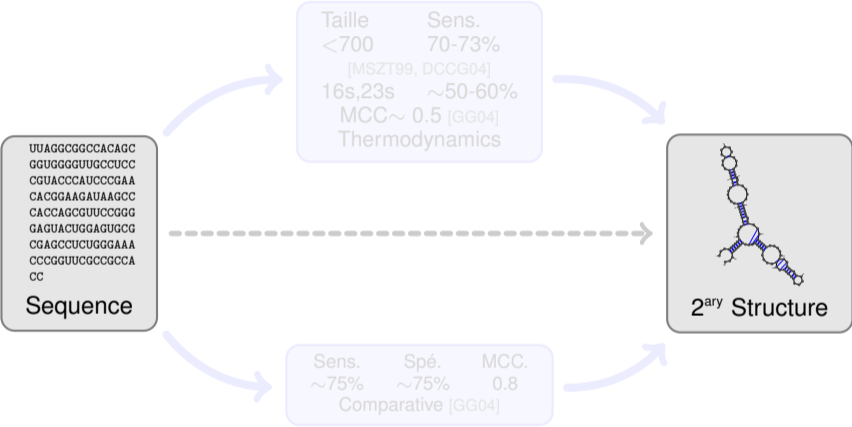 Taille Sens.
<700 70-73%
[MSZT99, DCCG04]
16s,23s ~50-60%
MCC~ 0.5 [GG04]
Thermodynamics
UUAGGCGGCCACAGC
GGUGGGGUUGCCUCC
CGUACCCAUCCCGAA
CACGGAAGAUAAGCC
CACCAGCGUUCCGGG
GAGUACUGGAGUGCG
CGAGCCUCUGGGAAA
CCCGGUUCGCCGCCA
CC
Sequence
2ary Structure
Sens. Spé. MCC.
~75% ~75% 0.8
Comparative [GG04]